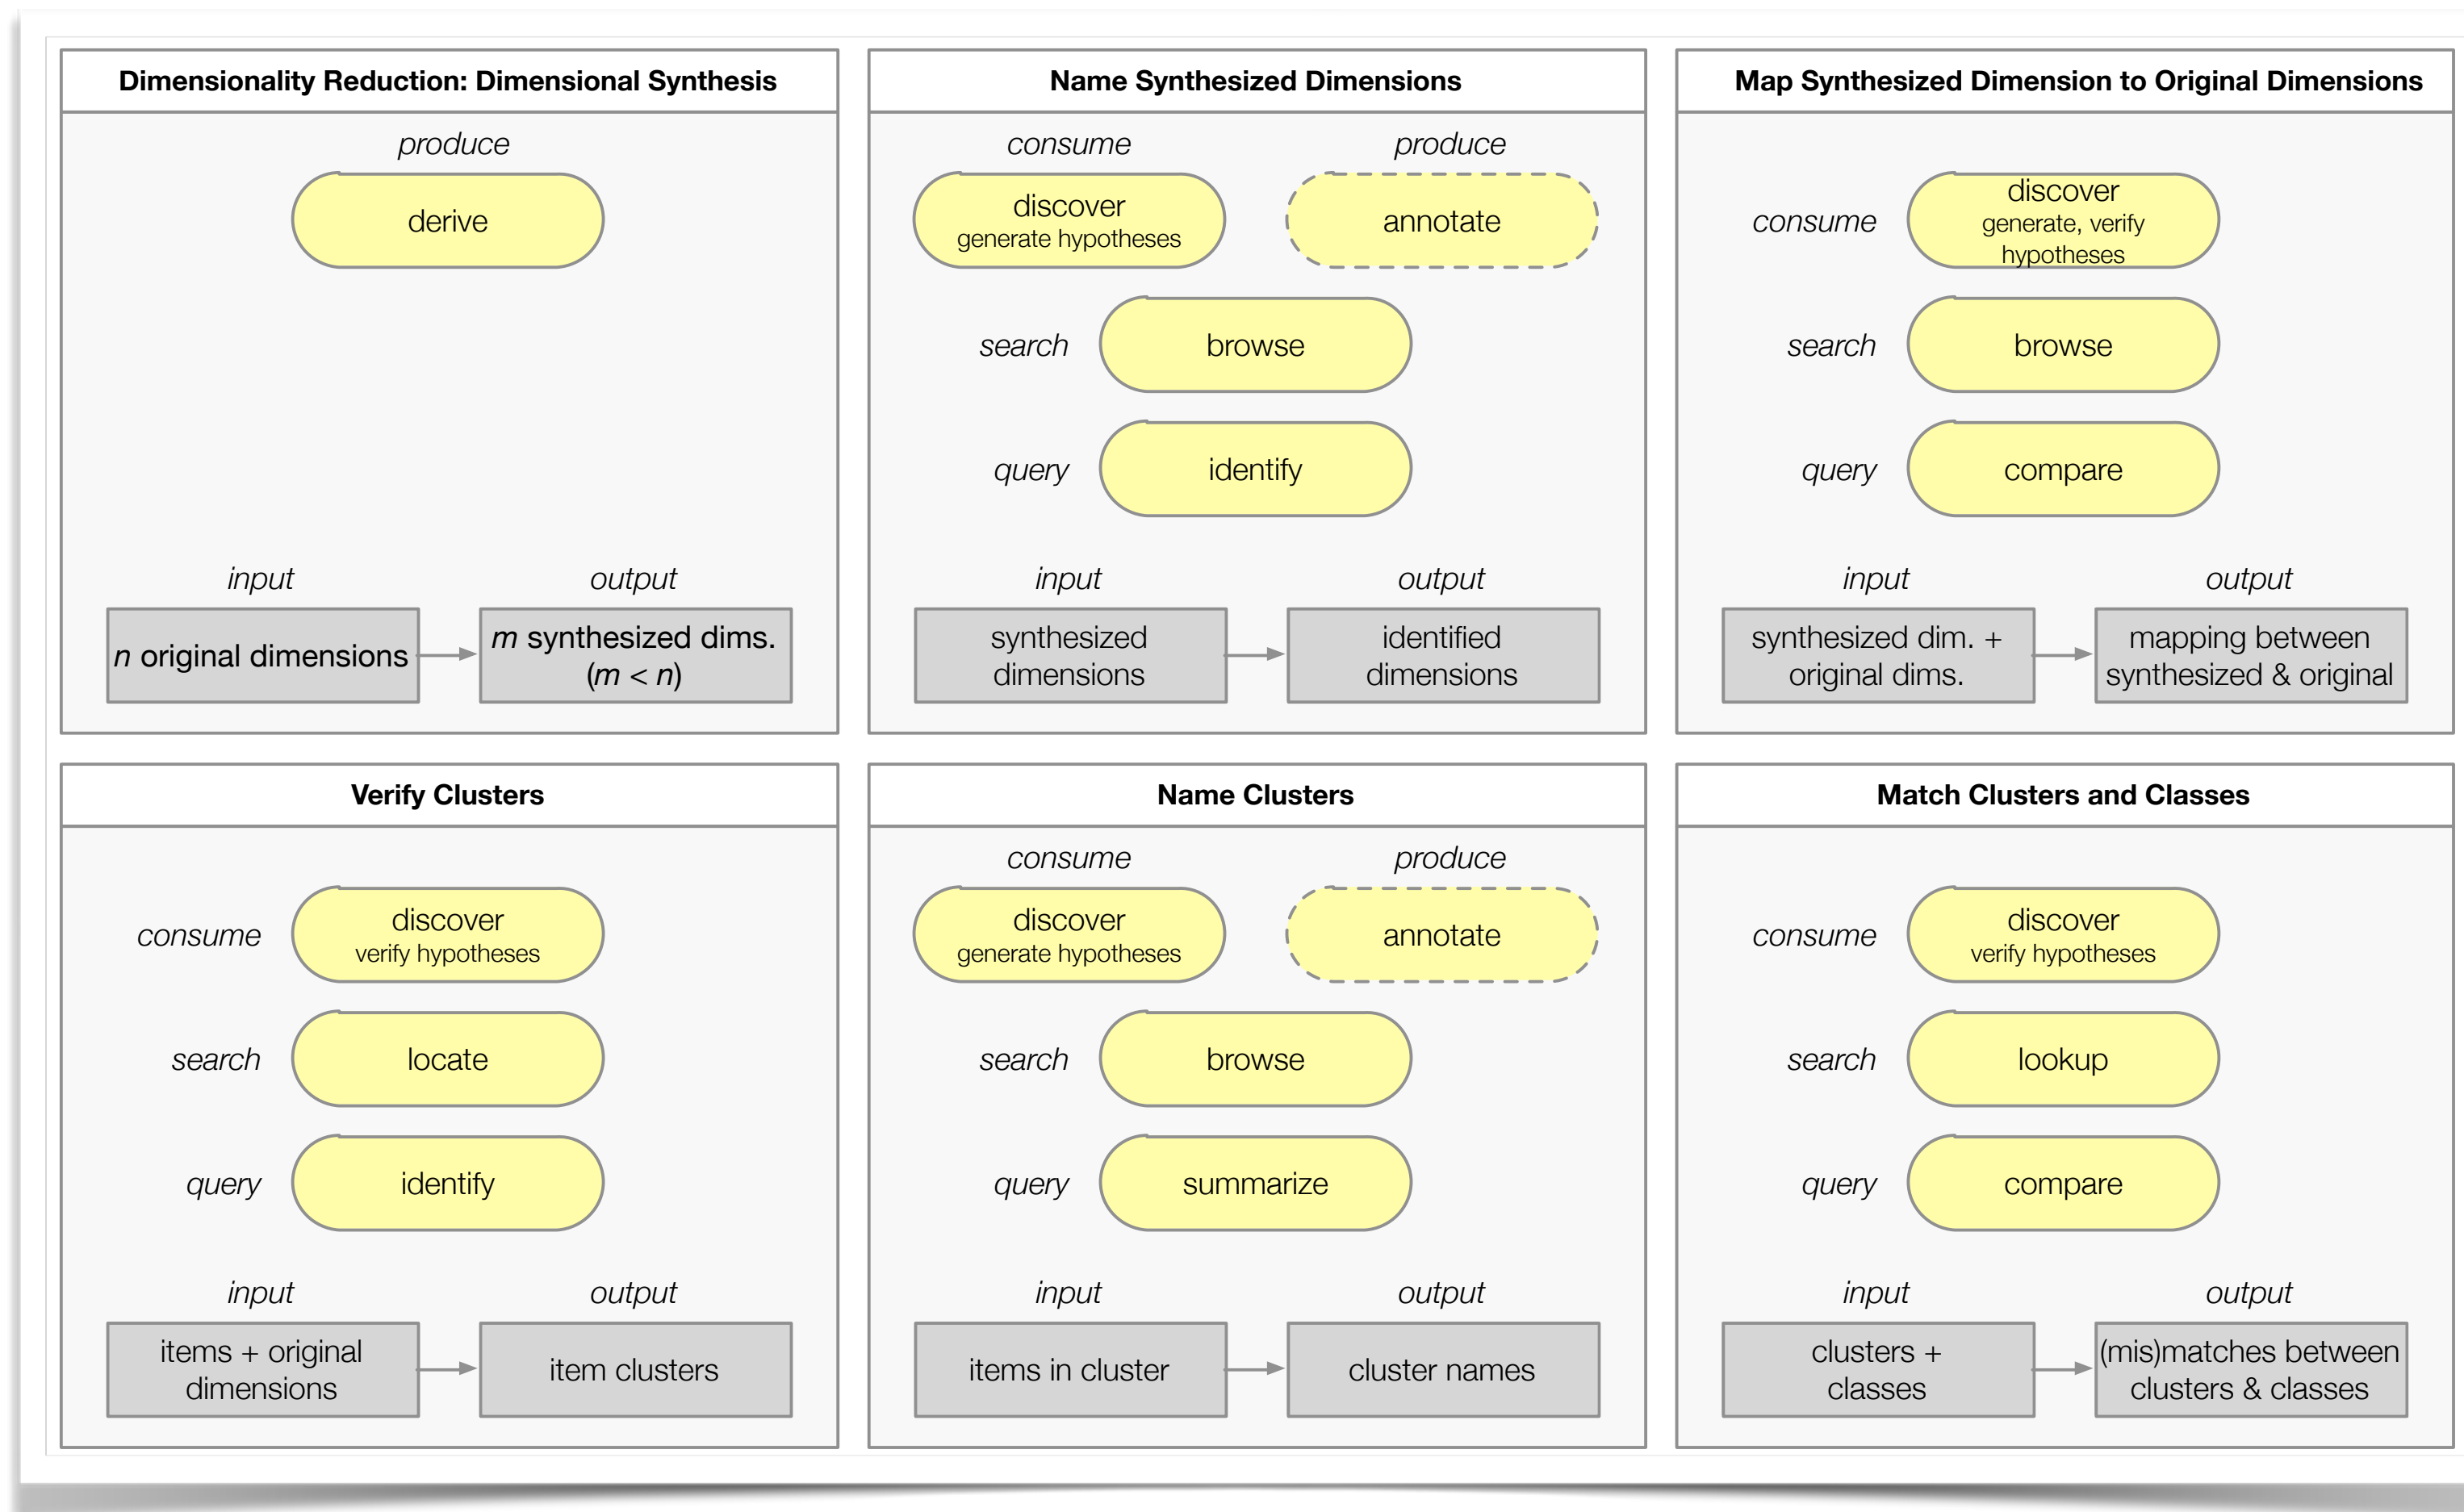 Dimensionality Reduction: Dimensional Synthesis
produce
derive
input
output
n original dimensions
m synthesized dims.
(m < n)
Name Synthesized Dimensions
consume
produce
discover
generate hypotheses
annotate
search
browse
query
identify
input
output
synthesized
dimensions
identified
dimensions
Map Synthesized Dimension to Original Dimensions
consume
discover
generate, verify
hypotheses
search
browse
query
compare
input
output
synthesized dim. +
original dims.
mapping between
synthesized & original
Verify Clusters
consume
discover
verify hypotheses
search
locate
query
identify
input
output
items + original
dimensions
item clusters
Name Clusters
consume
produce
discover
generate hypotheses
annotate
search
browse
query
summarize
input
output
items in cluster
cluster names
Match Clusters and Classes
consume
discover
verify hypotheses
search
lookup
query
compare
input
output
clusters +
classes
(mis)matches between
clusters & classes